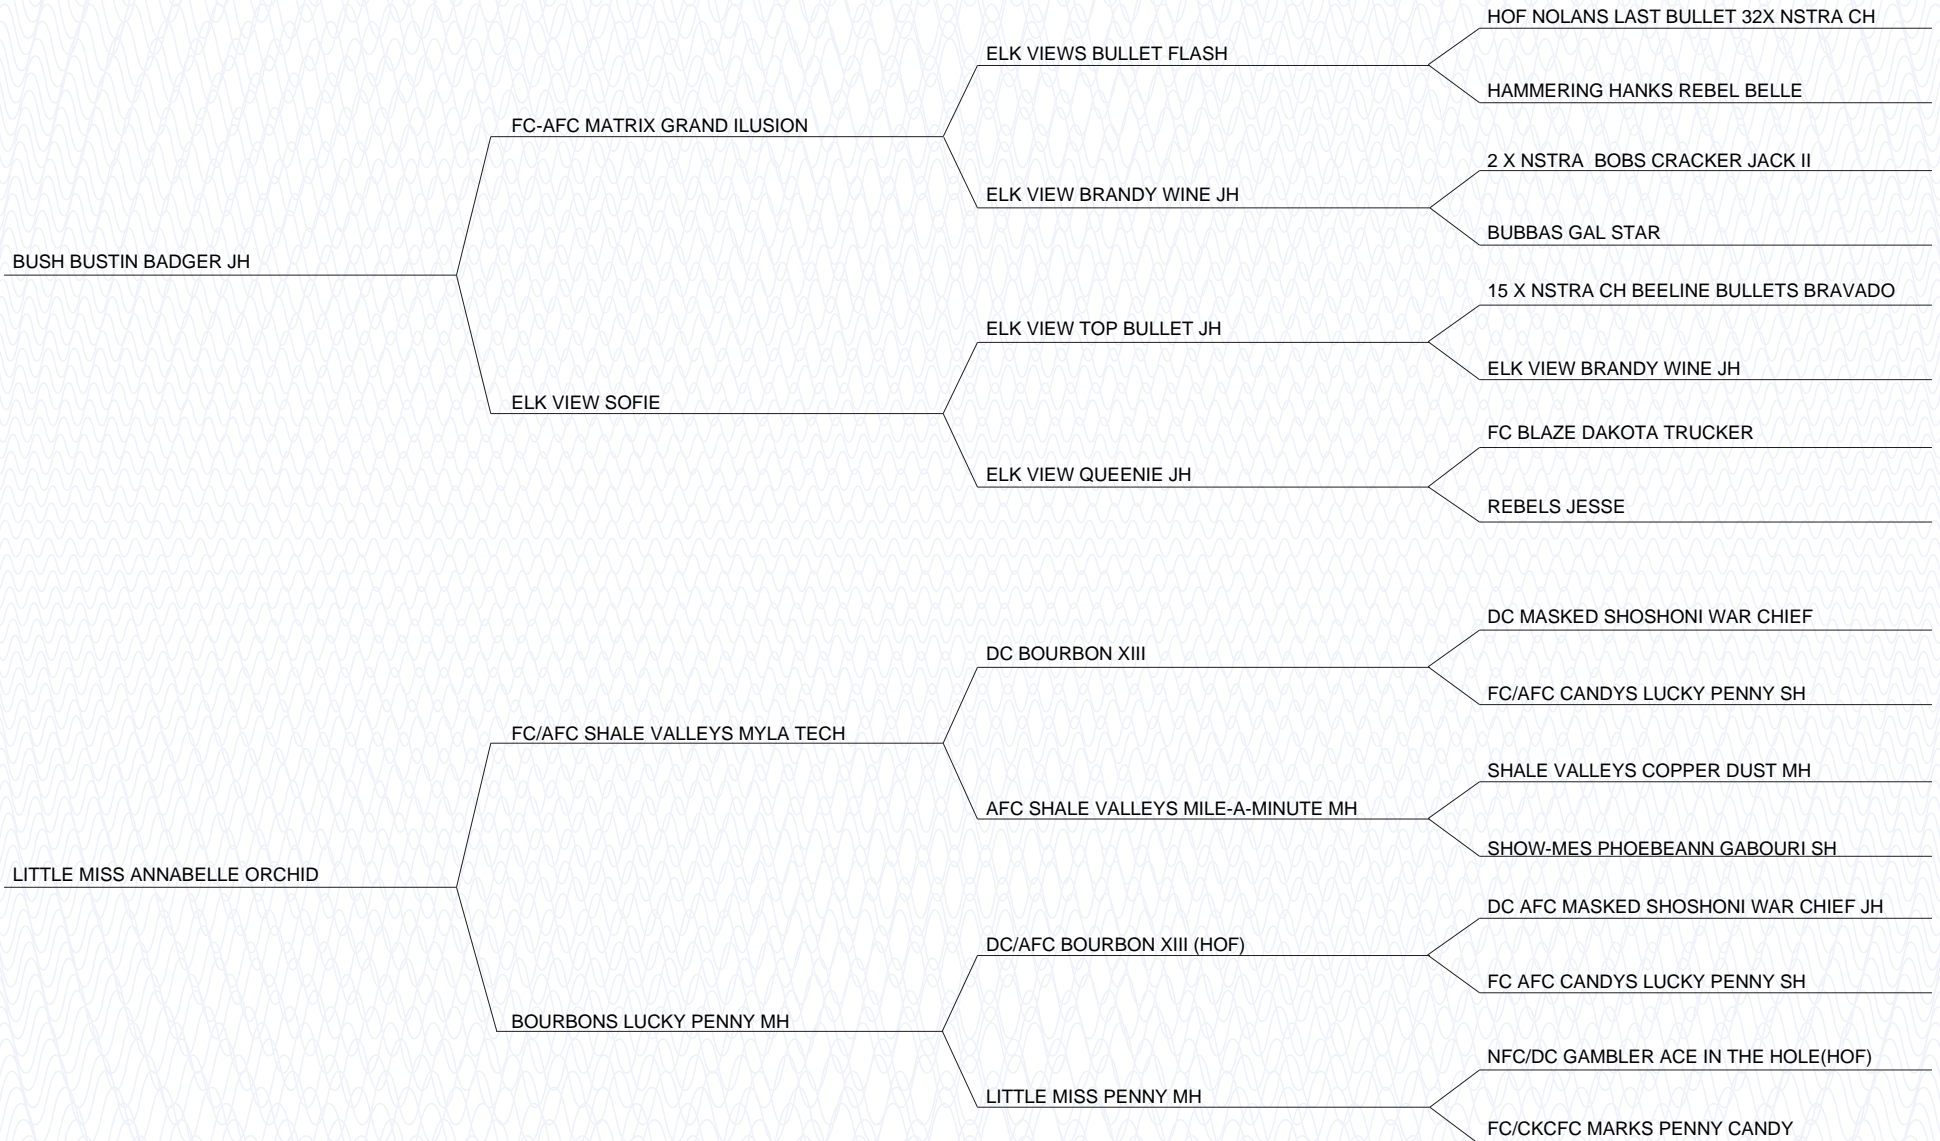 HOF NOLANS LAST BULLET 32X NSTRA CH
ELK VIEWS BULLET FLASH
HAMMERING HANKS REBEL BELLE
FC-AFC MATRIX GRAND ILUSION
2 X NSTRA  BOBS CRACKER JACK II
ELK VIEW BRANDY WINE JH
BUBBAS GAL STAR
BUSH BUSTIN BADGER JH
15 X NSTRA CH BEELINE BULLETS BRAVADO
ELK VIEW TOP BULLET JH
ELK VIEW BRANDY WINE JH
ELK VIEW SOFIE
FC BLAZE DAKOTA TRUCKER
ELK VIEW QUEENIE JH
REBELS JESSE
DC MASKED SHOSHONI WAR CHIEF
DC BOURBON XIII
FC/AFC CANDYS LUCKY PENNY SH
FC/AFC SHALE VALLEYS MYLA TECH
SHALE VALLEYS COPPER DUST MH
AFC SHALE VALLEYS MILE-A-MINUTE MH
SHOW-MES PHOEBEANN GABOURI SH
LITTLE MISS ANNABELLE ORCHID
DC AFC MASKED SHOSHONI WAR CHIEF JH
DC/AFC BOURBON XIII (HOF)
FC AFC CANDYS LUCKY PENNY SH
BOURBONS LUCKY PENNY MH
NFC/DC GAMBLER ACE IN THE HOLE(HOF)
LITTLE MISS PENNY MH
FC/CKCFC MARKS PENNY CANDY